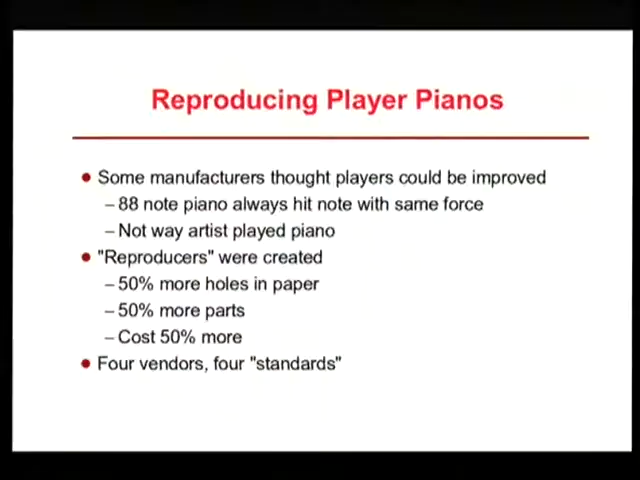 Reproducing Player Pianos
• Some manufacturers thought players could be improved
– 88 note piano always hit note with same force
– Not way artist played piano
• "Reproducers" were created
– 50% more holes in paper
– 50% more parts
– Cost 50% more
• Four vendors, four "standards"